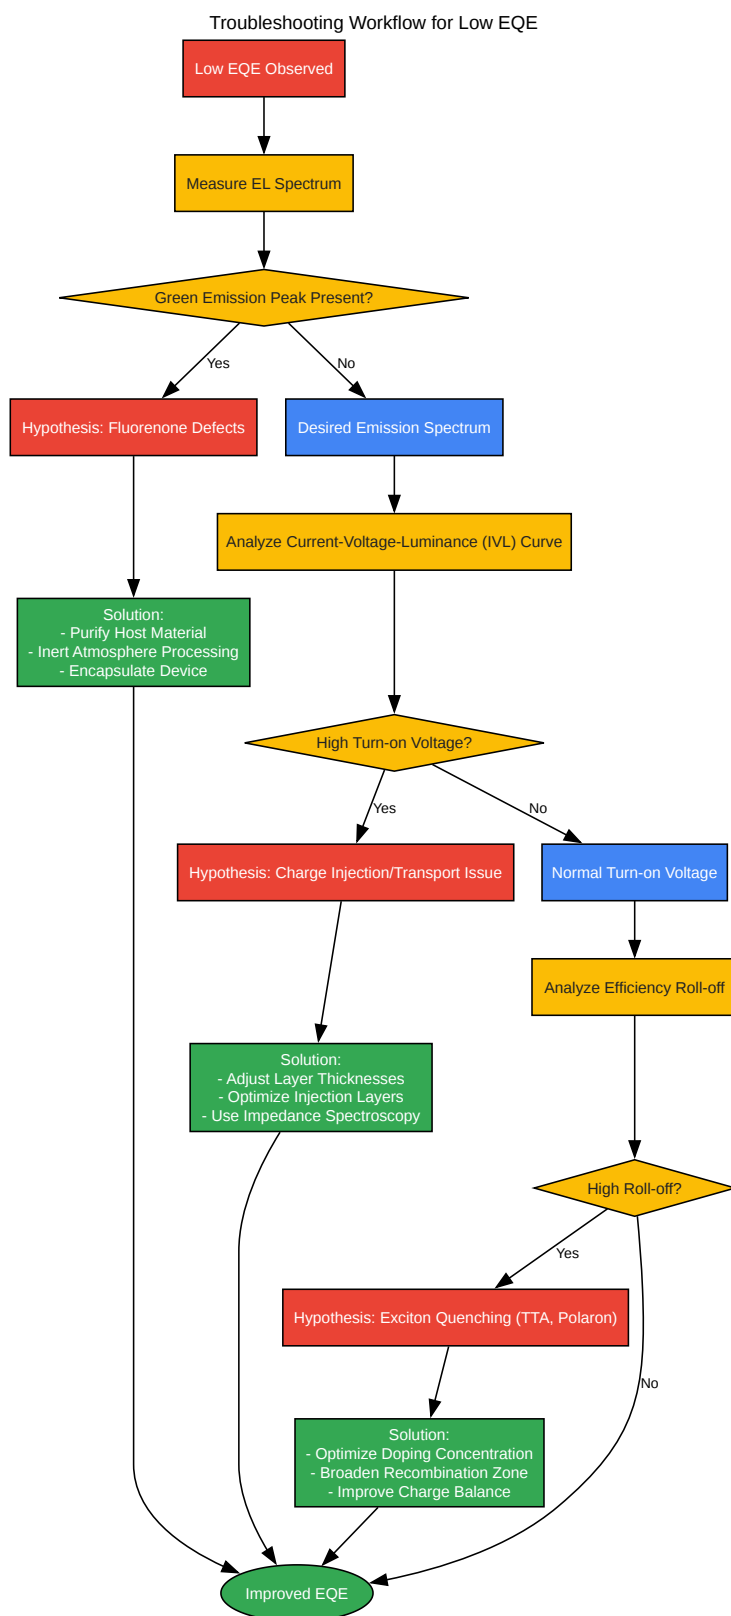 Troubleshooting Workflow for Low EQE
Low EQE Observed
Measure EL Spectrum
Green Emission Peak Present?
Yes
No
Hypothesis: Fluorenone Defects
Desired Emission Spectrum
Analyze Current-Voltage-Luminance (IVL) Curve
Solution:
- Purify Host Material
- Inert Atmosphere Processing
- Encapsulate Device
High Turn-on Voltage?
Yes
No
Hypothesis: Charge Injection/Transport Issue
Normal Turn-on Voltage
Analyze Efficiency Roll-off
Solution:
- Adjust Layer Thicknesses
- Optimize Injection Layers
- Use Impedance Spectroscopy
High Roll-off?
Yes
Hypothesis: Exciton Quenching (TTA, Polaron)
No
Solution:
- Optimize Doping Concentration
- Broaden Recombination Zone
- Improve Charge Balance
Improved EQE